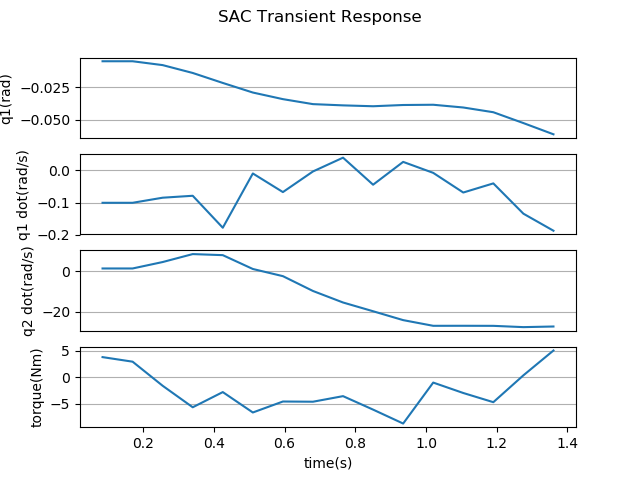 SAC Transient Response
q1(rad)
−0.025
−0.050
q1 dot(rad/s)
0.0
−0.1
−0.2
q2 dot(rad/s)
0
−20
torque(Nm)
5
0
−5
0.2 0.4 0.6 0.8 1.0 1.2 1.4
time(s)